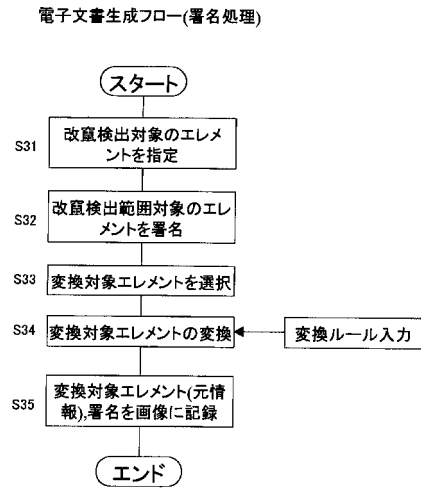 電子文書生成フロー(署名処理)
スタート
S31
改竄検出対象のエレメ
ントを指定
S32
改竄検出範囲対象のエレ
メントを署名
S33
変換対象エレメントを選択
S34
変換対象エレメントの変換
変換ルール入力
S35
変換対象エレメント(元情
報),署名を画像に記録
エンド